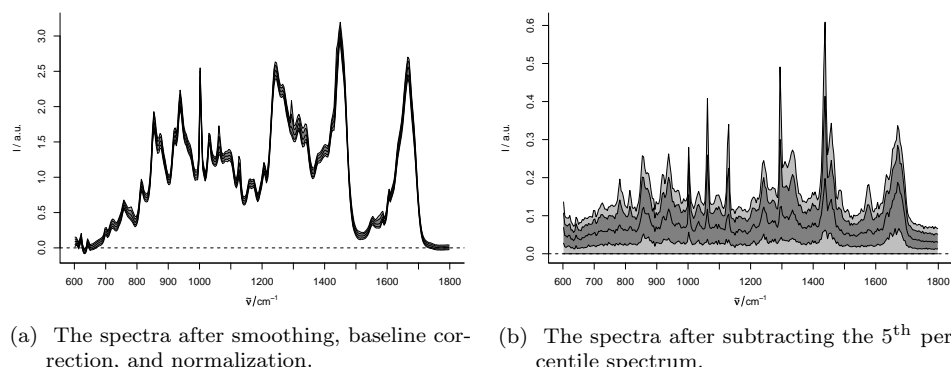 3.0
2.5
2.0
1.5
1.0
0.5
0.0
I / a.u.
600 800 900 1000 1200 1400 1600 1800
ν̃/cm⁻¹
0.6
0.5
0.4
0.3
0.2
0.1
0.0
I / a.u.
600 800 900 1000 1200 1400 1600 1800
ν̃/cm⁻¹
(a) The spectra after smoothing, baseline cor-
rection, and normalization.
(b) The spectra after subtracting the 5th per
centile spectrum.